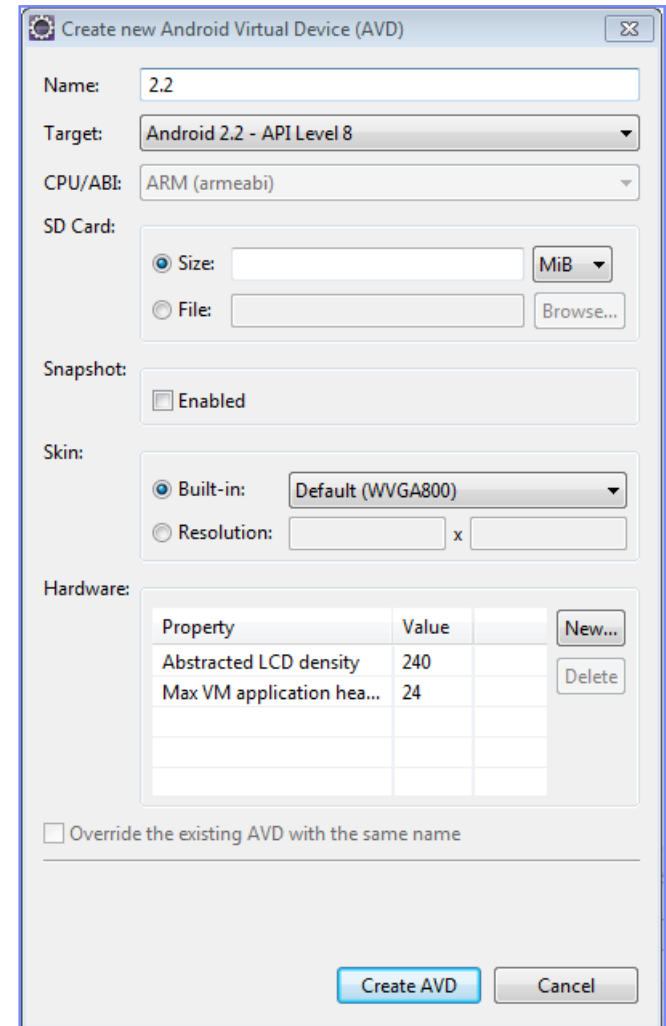 Create new Android Virtual Device (AVD)
Name: 2.2
Target: Android 2.2 - API Level 8
CPU/ABI: ARM (armeabi)
SD Card:
Size: MiB
File: Browse...
Snapshot:
Enabled
Skin:
Built-in: Default (WVGA800)
Resolution: x
Hardware:
Property Value New...
Abstracted LCD density 240
Delete
Max VM application hea... 24
Override the existing AVD with the same name
Create AVD Cancel